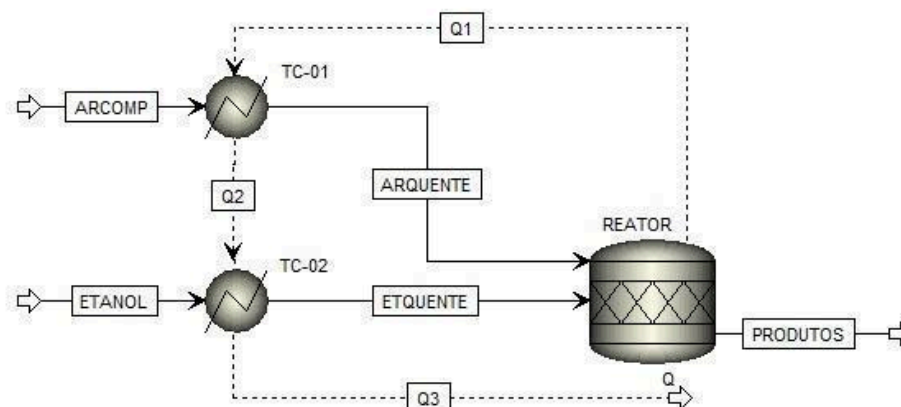 Q1
TC-01
ARCOMP
ARQUENTE
Q2
REATOR
TC-02
ETANOL
ETQUENTE
PRODUTOS
Q
Q3